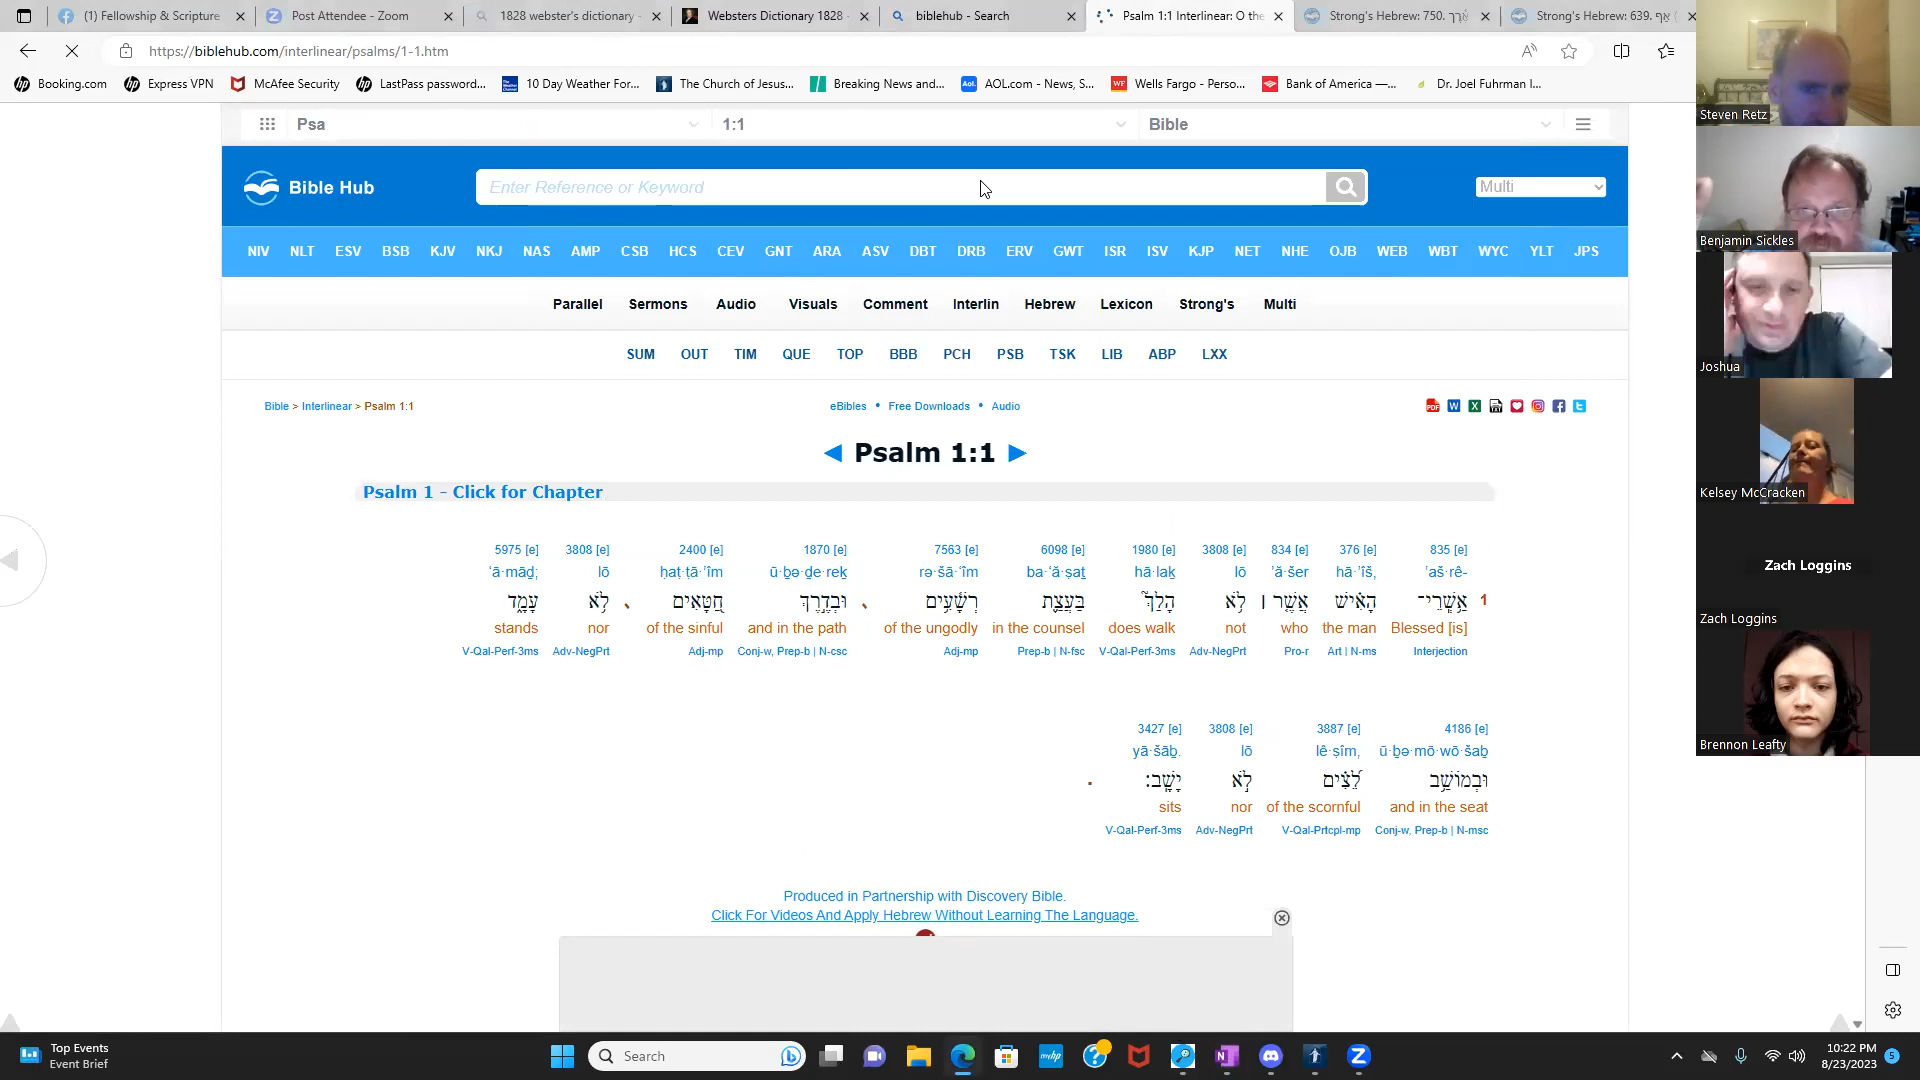 (1) Fellowship & Scripture
Post Attendee - Zoom
1828 webster's dictionary -
Websters Dictionary 1828 -
biblehub - Search
Psalm 1:1 Interlinear: O the
Strong's Hebrew: 750.
Strong's Hebrew: 639. אַף (
https://biblehub.com/interlinear/psalms/1-1.htm
Booking.com
Express VPN
McAfee Security
LastPass password...
10 Day Weather For...
The Church of Jesus...
Breaking News and...
AOL.com - News, S...
Wells Fargo - Perso...
Bank of America —...
Dr. Joel Fuhrman I...
Psa 1:1 Bible
Bible Hub Enter Reference or Keyword Multi
NIV NLT ESV BSB KJV NKJ NAS AMP CSB HCS CEV GNT ARA ASV DBT DRB ERV GWT ISR ISV KJP NET NHE OJB WEB WBT WYC YLT JPS
Parallel Sermons Audio Visuals Comment Interlin Hebrew Lexicon Strong's Multi
SUM OUT TIM QUE TOP BBB PCH PSB TSK LIB ABP LXX
Bible > Interlinear > Psalm 1:1
eBibles • Free Downloads • Audio
◄ Psalm 1:1 ►
Psalm 1 - Click for Chapter
5975 [e] 3808 [e] 2400 [e] 1870 [e] 7563 [e] 6098 [e] 1980 [e] 3808 [e] 834 [e] 376 [e] 835 [e]
‘ā·māḏ; lō ḥaṭ·ṭā·’îm ū·ḇə·ḏe·reḵ rə·šā·‘îm ba·‘ă·ṣaṯ hā·laḵ lō ’ă·šer hā·’îš, ’aš·rê-
1 אַ֥שְֽׁרֵי־ הָאִ֗ישׁ אֲשֶׁ֤ר ׀ לֹ֥א הָלַךְ֮ בַּעֲצַ֪ת רְשָׁ֫עִ֥ים ، וּבְדֶ֣רֶךְ חַ֭טָּאִים ، לֹ֥א עָמָ֑ד
stands nor of the sinful and in the path of the ungodly in the counsel does walk not who the man Blessed [is]
V-Qal-Perf-3ms Adv-NegPrt Adj-mp Conj-w, Prep-b | N-csc Adj-mp Prep-b | N-fsc V-Qal-Perf-3ms Adv-NegPrt Pro-r Art | N-ms Interjection
3427 [e] 3808 [e] 3887 [e] 4186 [e]
yā·šāḇ. lō lê·ṣîm, ū·ḇə·mō·wō·šaḇ
וּבְמוֹשַׁ֥ב לֵ֝צִ֗ים לֹ֣א יָשָֽׁב׃ .
sits nor of the scornful and in the seat
V-Qal-Perf-3ms Adv-NegPrt V-Qal-Prtcpl-mp Conj-w, Prep-b | N-msc
Produced in Partnership with Discovery Bible.
Click For Videos And Apply Hebrew Without Learning The Language.
Steven Retz
Benjamin Sickles
Joshua
Kelsey McCracken
Zach Loggins
Zach Loggins
Brennon Leafty
Top Events
Event Brief
Search
10:22 PM
8/23/2023
5